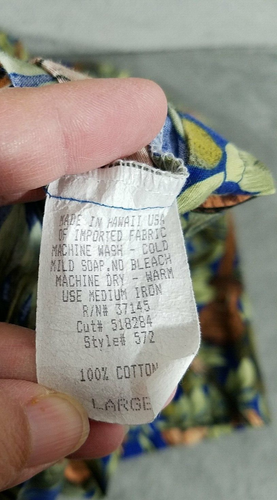 MADE IN HAWAII USA
OF IMPORTED FABRIC
MACHINE WASH - COLD
MILD SOAP,NO BLEACH
MACHINE DRY - WARM
USE MEDIUM IRON
R/N# 37145
Cut# 518284
Style# 572
100% COTTON
LARGE